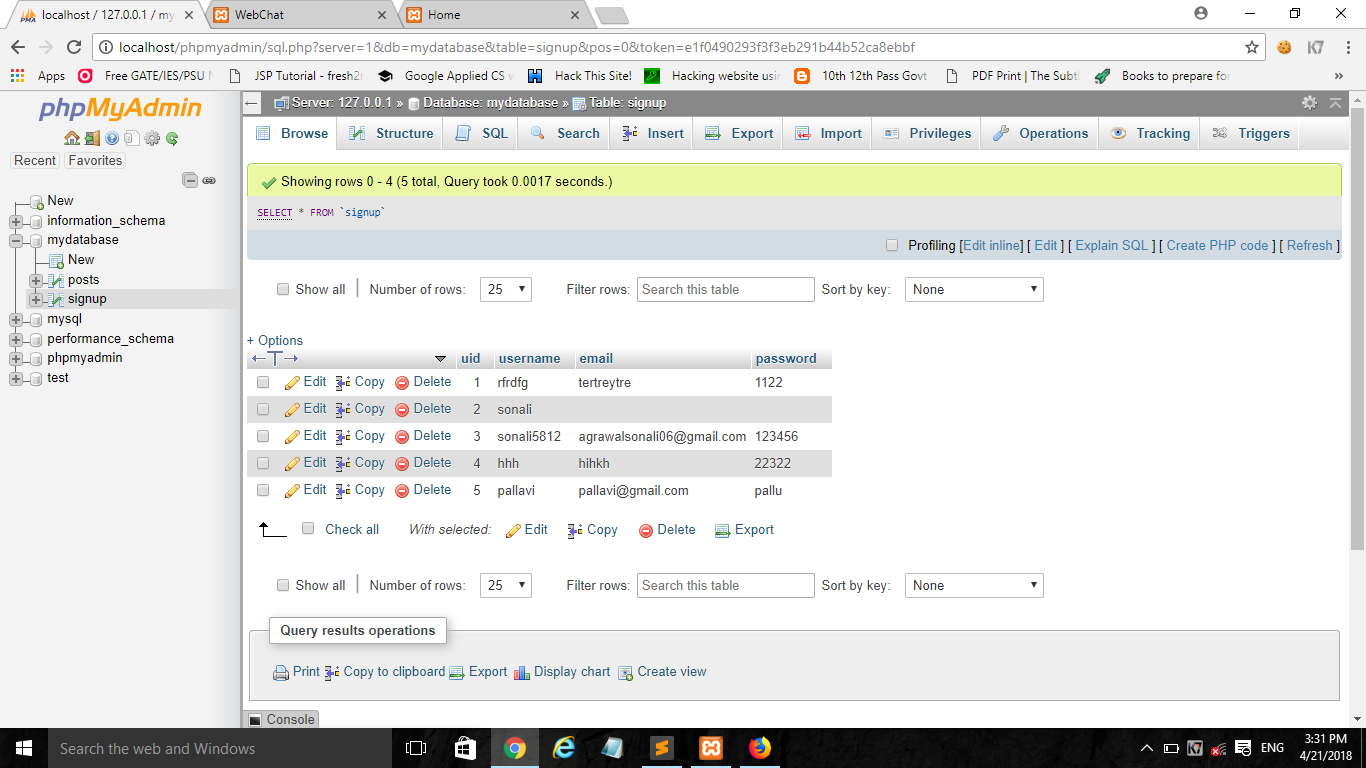 localhost / 127.0.0.1 / my
WebChat
Home
localhost/phpmyadmin/sql.php?server=1&db=mydatabase&table=signup&pos=0&token=e1f0490293f3f3eb291b44b52ca8ebbf
Apps Free GATE/IES/PSU JSP Tutorial - fresh2 Google Applied CS Hack This Site! Hacking website usin 10th 12th Pass Govt PDF Print | The Subtl Books to prepare for »
phpMyAdmin
Recent Favorites
New
information_schema
mydatabase
New
posts
signup
mysql
performance_schema
phpmyadmin
test
Server: 127.0.0.1 » Database: mydatabase » Table: signup
Browse Structure SQL Search Insert Export Import Privileges Operations Tracking Triggers
Showing rows 0 - 4 (5 total, Query took 0.0017 seconds.)
SELECT * FROM `signup`
Profiling [Edit inline] [ Edit ] [ Explain SQL ] [ Create PHP code ] [ Refresh ]
Show all Number of rows: 25 Filter rows: Search this table Sort by key: None
+ Options
uid username email password
Edit Copy Delete 1 rfrdfg tertreytre 1122
Edit Copy Delete 2 sonali
Edit Copy Delete 3 sonali5812 agrawalsonali06@gmail.com 123456
Edit Copy Delete 4 hhh hihkh 22322
Edit Copy Delete 5 pallavi pallavi@gmail.com pallu
Check all With selected: Edit Copy Delete Export
Show all Number of rows: 25 Filter rows: Search this table Sort by key: None
Query results operations
Print Copy to clipboard Export Display chart Create view
Console
Search the web and Windows
ENG
3:31 PM
4/21/2018